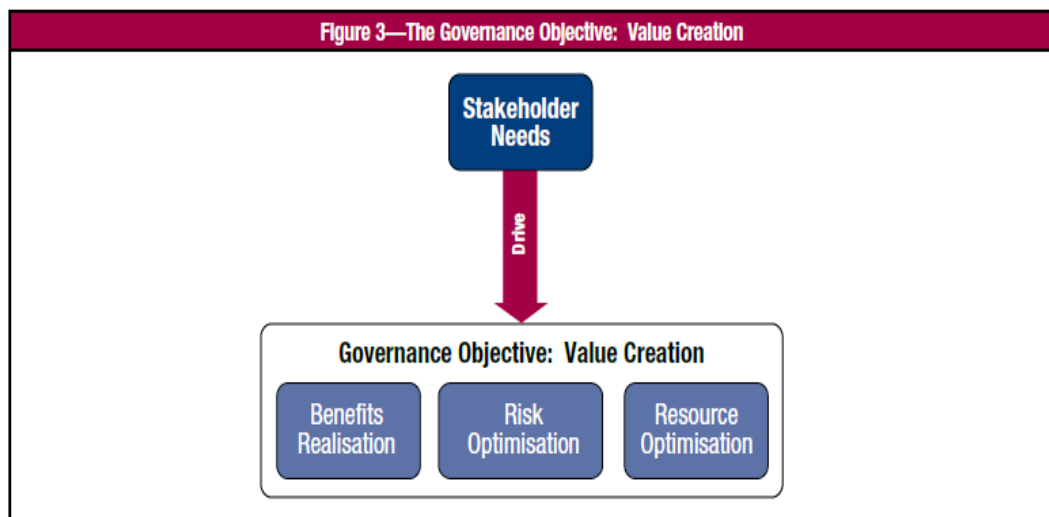 Figure 3—The Governance Objective: Value Creation
Stakeholder
Needs
Drive
Governance Objective: Value Creation
Benefits
Realisation
Risk
Optimisation
Resource
Optimisation